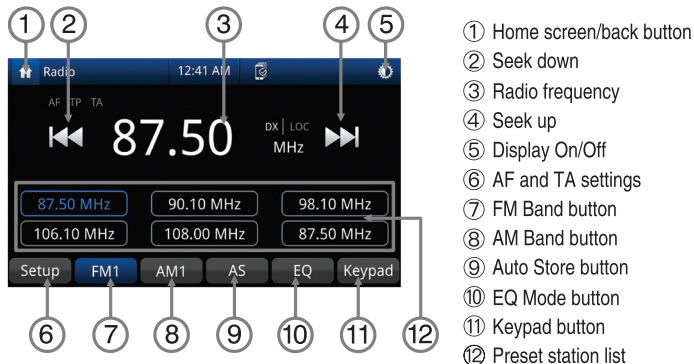 ① ② ③ ④ ⑤
Radio 12:41 AM
AF TP TA
87.50 DX | LOC
MHz
87.50 MHz 90.10 MHz 98.10 MHz
106.10 MHz 108.00 MHz 87.50 MHz
Setup FM1 AM1 AS EQ Keypad
⑥ ⑦ ⑧ ⑨ ⑩ ⑪ ⑫
① Home screen/back button
② Seek down
③ Radio frequency
④ Seek up
⑤ Display On/Off
⑥ AF and TA settings
⑦ FM Band button
⑧ AM Band button
⑨ Auto Store button
⑩ EQ Mode button
⑪ Keypad button
⑫ Preset station list